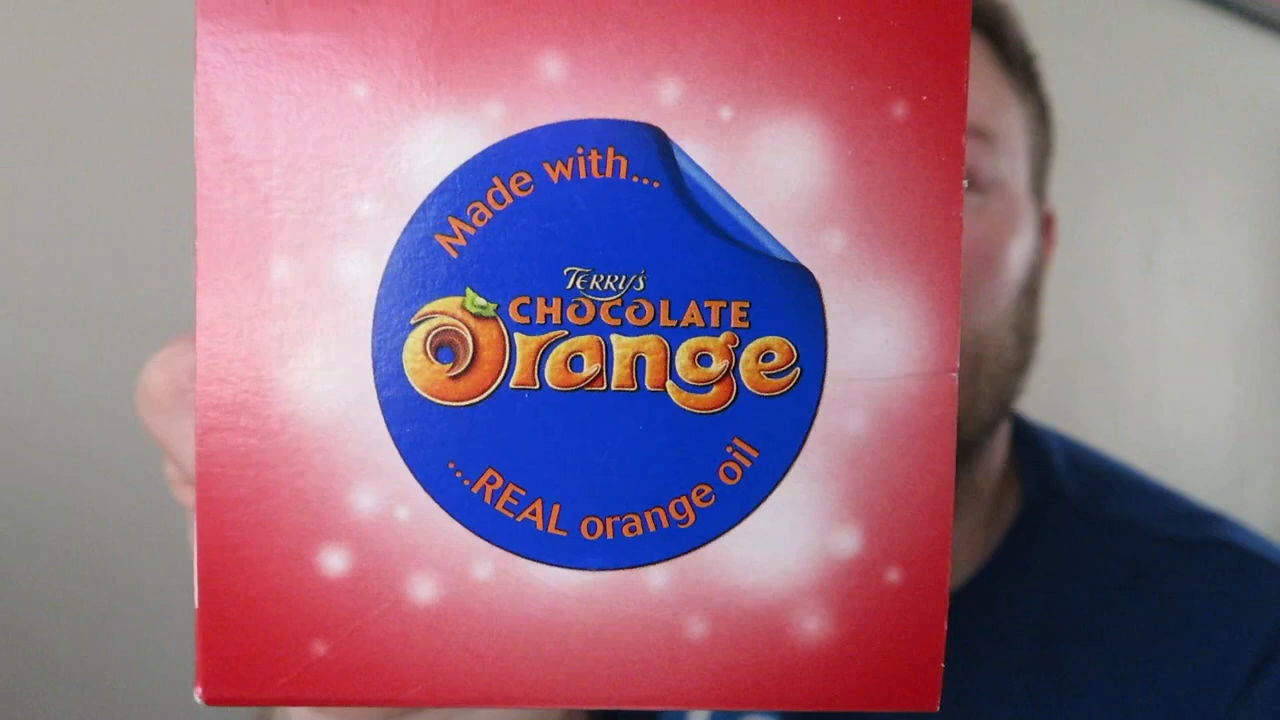 Made with...
TERRY'S
CHOCOLATE
Orange
...REAL orange oil